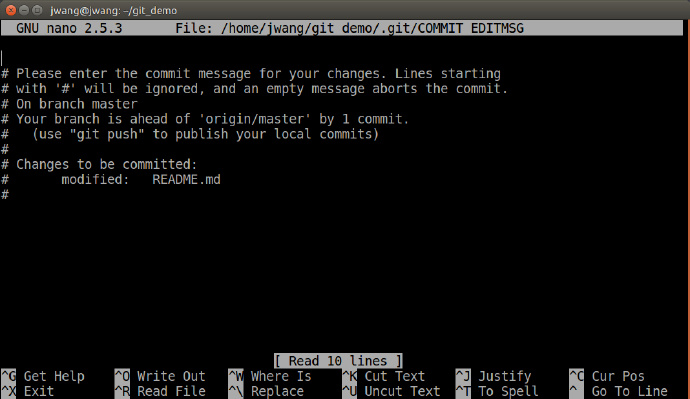 jwang@jwang: ~/git_demo
GNU nano 2.5.3 File: /home/jwang/git demo/.git/COMMIT EDITMSG
# Please enter the commit message for your changes. Lines starting
# with '#' will be ignored, and an empty message aborts the commit.
# On branch master
# Your branch is ahead of 'origin/master' by 1 commit.
#   (use "git push" to publish your local commits)
#
# Changes to be committed:
#       modified:   README.md
#
[ Read 10 lines ]
^G Get Help ^O Write Out ^W Where Is ^K Cut Text ^J Justify ^C Cur Pos
^X Exit ^R Read File ^\ Replace ^U Uncut Text ^T To Spell ^ Go To Line